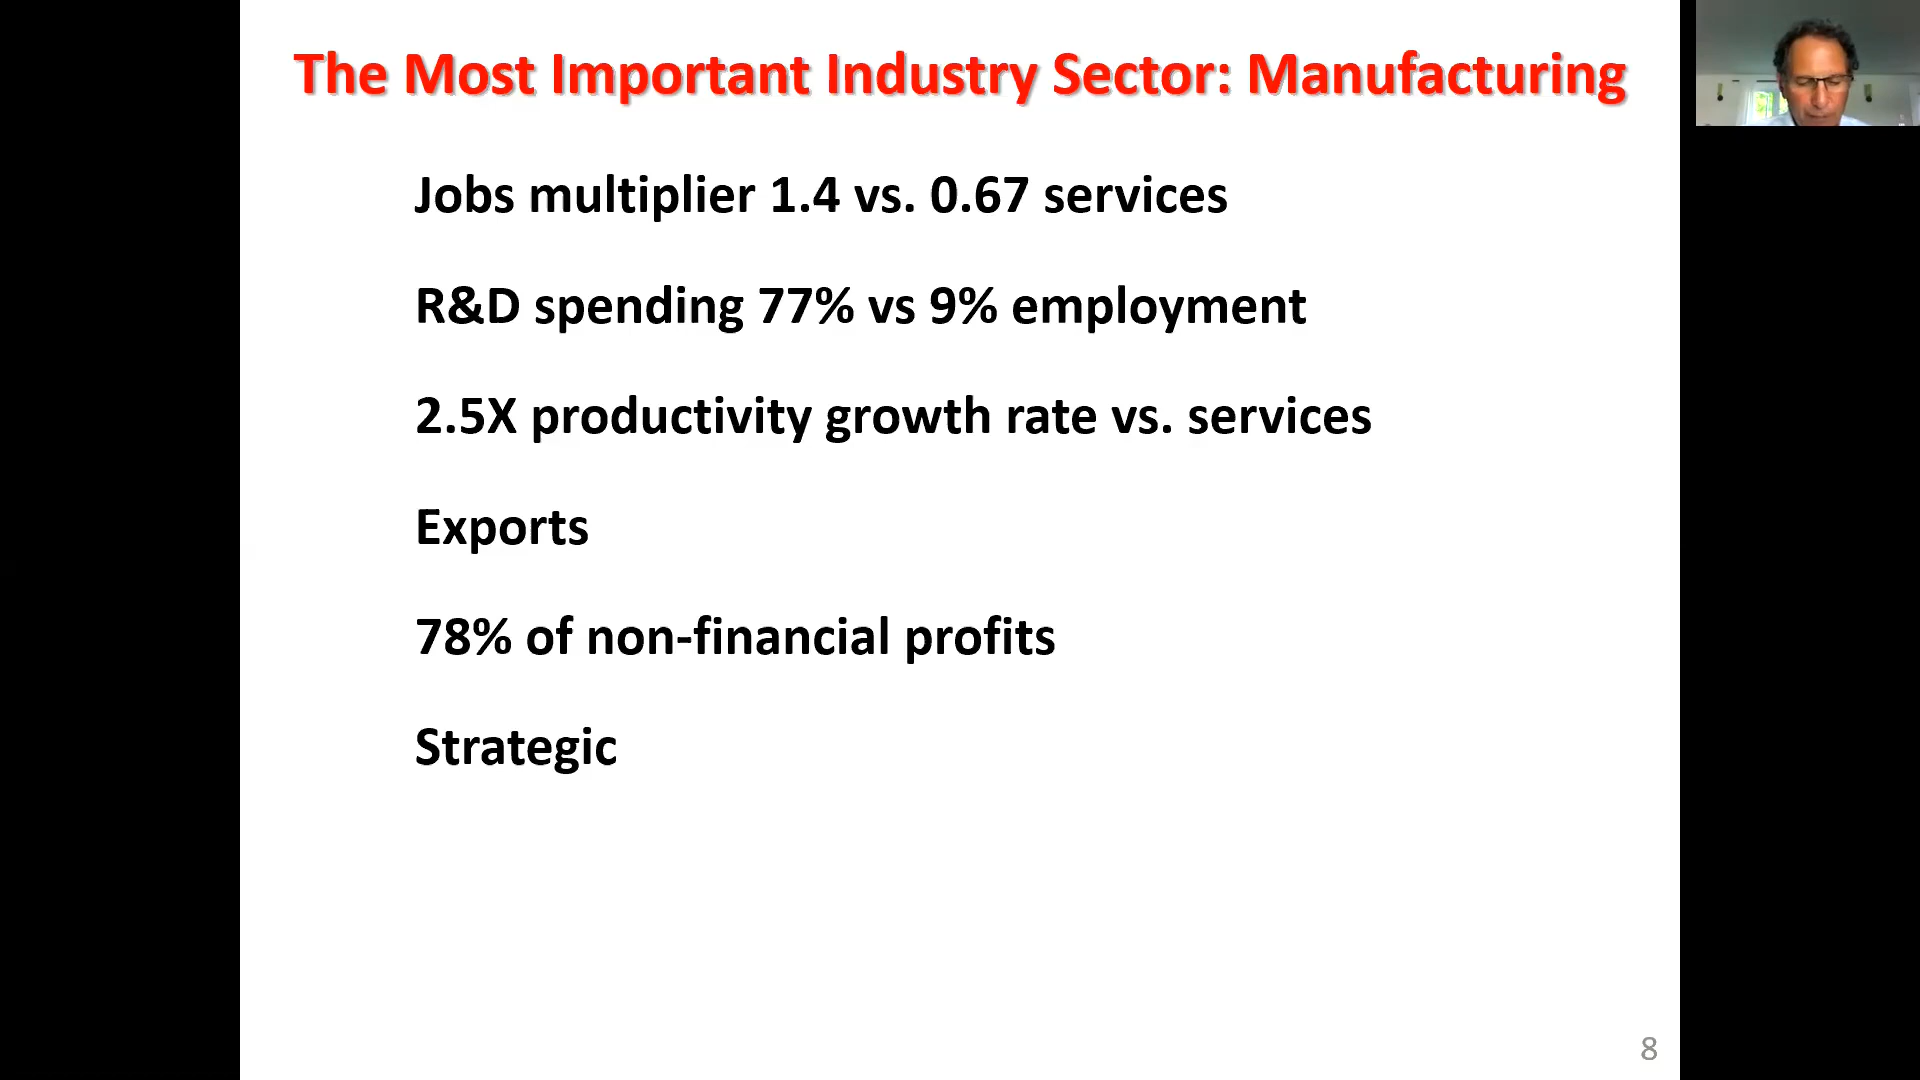 The Most Important Industry Sector: Manufacturing
Jobs multiplier 1.4 vs. 0.67 services
R&D spending 77% vs 9% employment
2.5X productivity growth rate vs. services
Exports
78% of non-financial profits
Strategic
8